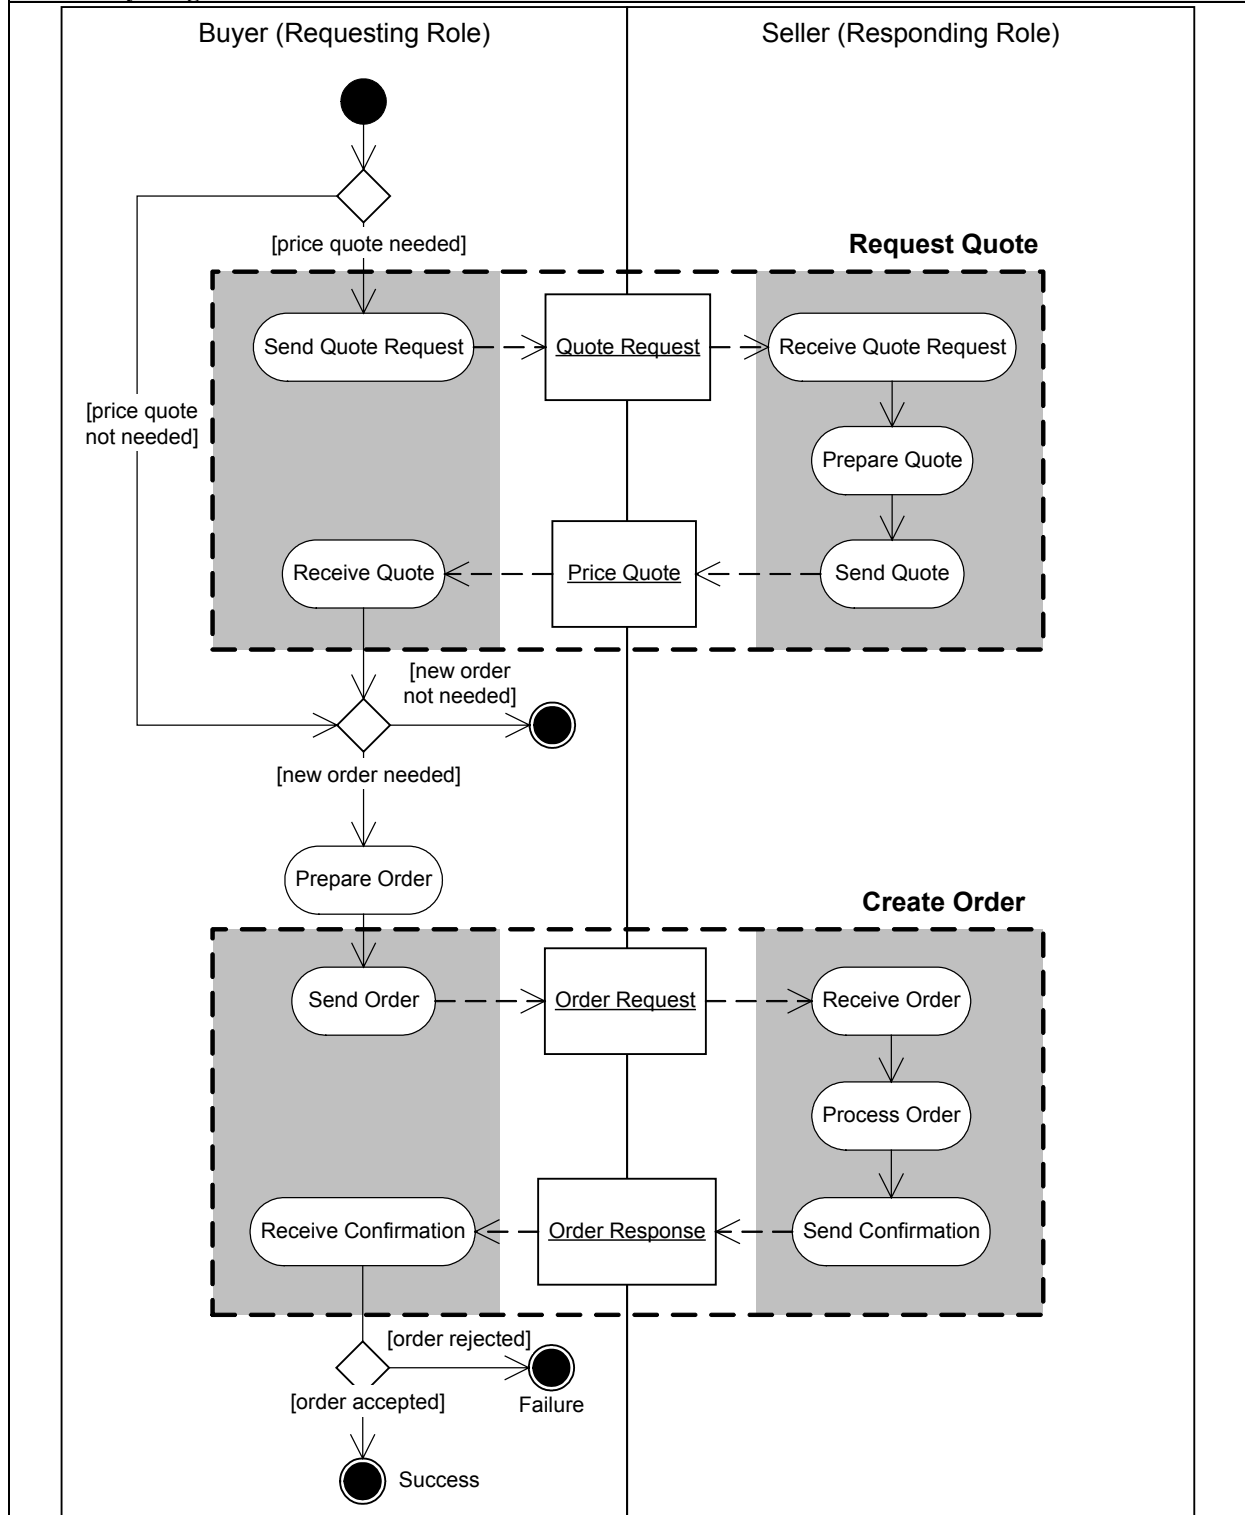 Buyer (Requesting Role)
Seller (Responding Role)
[price quote needed]
Request Quote
Send Quote Request
Quote Request
Receive Quote Request
[price quote
not needed]
Prepare Quote
Receive Quote
Price Quote
Send Quote
[new order
not needed]
[new order needed]
Prepare Order
Create Order
Send Order
Order Request
Receive Order
Process Order
Receive Confirmation
Order Response
Send Confirmation
[order rejected]
[order accepted]
Failure
Success